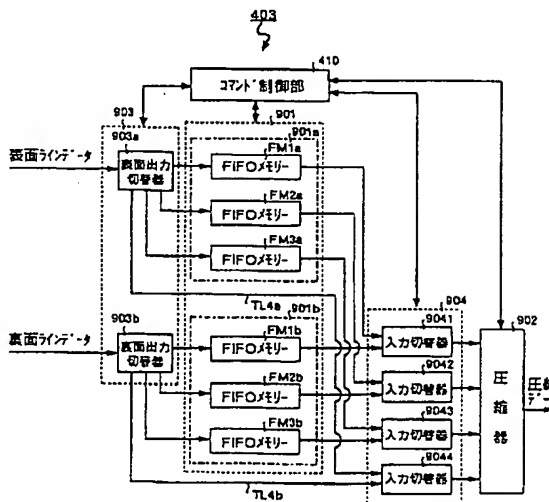 403
410
コマンド制御部
903
903a
901
901a
表面ラインデータ
表面出力
切替器
FM1a
FIFOメモリー
FM2a
FIFOメモリー
FM3a
FIFOメモリー
TL4a
901b
903b
裏面ラインデータ
裏面出力
切替器
FM1b
FIFOメモリー
FM2b
FIFOメモリー
FM3b
FIFOメモリー
TL4b
904
9041
入力切替器
9042
入力切替器
9043
入力切替器
9044
入力切替器
902
圧
縮
器
圧縮
デー